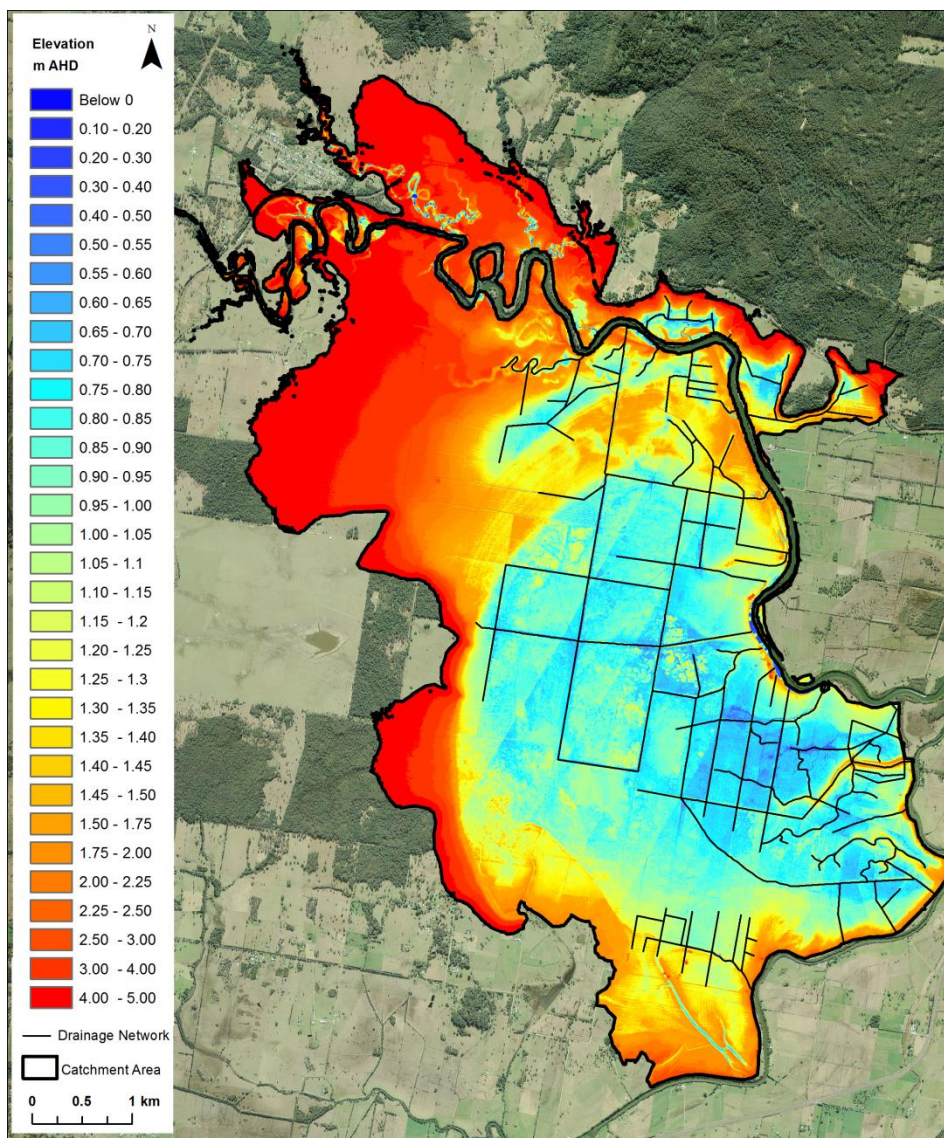 N
Elevation
m AHD
Below 0
0.10 - 0.20
0.20 - 0.30
0.30 - 0.40
0.40 - 0.50
0.50 - 0.55
0.55 - 0.60
0.60 - 0.65
0.65 - 0.70
0.70 - 0.75
0.75 - 0.80
0.80 - 0.85
0.85 - 0.90
0.90 - 0.95
0.95 - 1.00
1.00 - 1.05
1.05 - 1.1
1.10 - 1.15
1.15 - 1.2
1.20 - 1.25
1.25 - 1.3
1.30 - 1.35
1.35 - 1.40
1.40 - 1.45
1.45 - 1.50
1.50 - 1.75
1.75 - 2.00
2.00 - 2.25
2.25 - 2.50
2.50 - 3.00
3.00 - 4.00
4.00 - 5.00
Drainage Network
Catchment Area
0 0.5 1 km